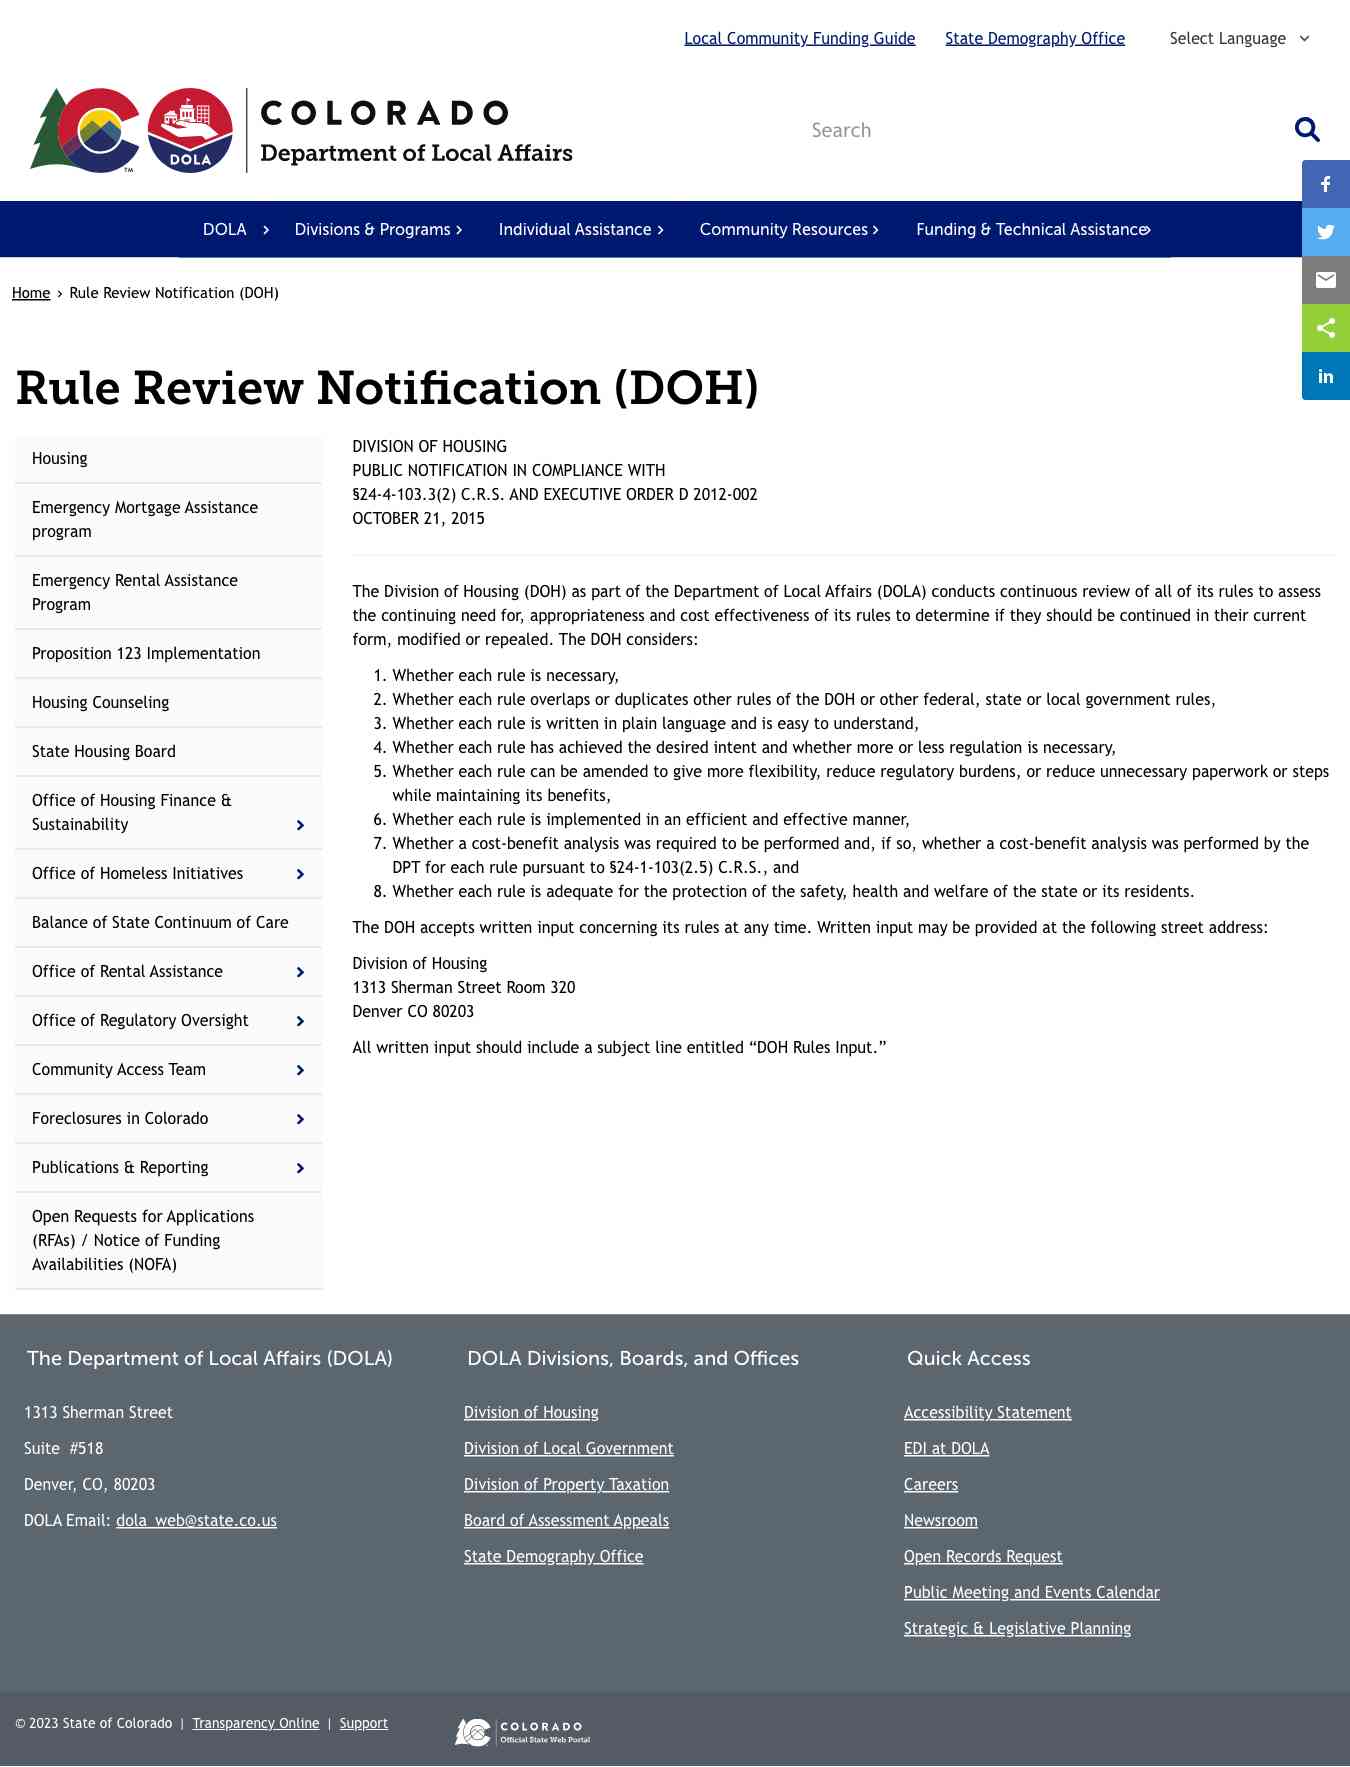 Local Community Funding Guide State Demography Office Select Language
COLORADO
Department of Local Affairs
DOLA
TM
Search
DOLA Divisions & Programs Individual Assistance Community Resources Funding & Technical Assistance
Home › Rule Review Notification (DOH)
Rule Review Notification (DOH)
Housing
Emergency Mortgage Assistance
program
Emergency Rental Assistance
Program
Proposition 123 Implementation
Housing Counseling
State Housing Board
Office of Housing Finance &
Sustainability
Office of Homeless Initiatives
Balance of State Continuum of Care
Office of Rental Assistance
Office of Regulatory Oversight
Community Access Team
Foreclosures in Colorado
Publications & Reporting
Open Requests for Applications
(RFAs) / Notice of Funding
Availabilities (NOFA)
DIVISION OF HOUSING
PUBLIC NOTIFICATION IN COMPLIANCE WITH
§24-4-103.3(2) C.R.S. AND EXECUTIVE ORDER D 2012-002
OCTOBER 21, 2015
The Division of Housing (DOH) as part of the Department of Local Affairs (DOLA) conducts continuous review of all of its rules to assess
the continuing need for, appropriateness and cost effectiveness of its rules to determine if they should be continued in their current
form, modified or repealed. The DOH considers:
1. Whether each rule is necessary,
2. Whether each rule overlaps or duplicates other rules of the DOH or other federal, state or local government rules,
3. Whether each rule is written in plain language and is easy to understand,
4. Whether each rule has achieved the desired intent and whether more or less regulation is necessary,
5. Whether each rule can be amended to give more flexibility, reduce regulatory burdens, or reduce unnecessary paperwork or steps
while maintaining its benefits,
6. Whether each rule is implemented in an efficient and effective manner,
7. Whether a cost-benefit analysis was required to be performed and, if so, whether a cost-benefit analysis was performed by the
DPT for each rule pursuant to §24-1-103(2.5) C.R.S., and
8. Whether each rule is adequate for the protection of the safety, health and welfare of the state or its residents.
The DOH accepts written input concerning its rules at any time. Written input may be provided at the following street address:
Division of Housing
1313 Sherman Street Room 320
Denver CO 80203
All written input should include a subject line entitled “DOH Rules Input.”
The Department of Local Affairs (DOLA)
1313 Sherman Street
Suite #518
Denver, CO, 80203
DOLA Email: dola_web@state.co.us
DOLA Divisions, Boards, and Offices
Division of Housing
Division of Local Government
Division of Property Taxation
Board of Assessment Appeals
State Demography Office
Quick Access
Accessibility Statement
EDI at DOLA
Careers
Newsroom
Open Records Request
Public Meeting and Events Calendar
Strategic & Legislative Planning
© 2023 State of Colorado | Transparency Online | Support
COLORADO
Official State Web Portal